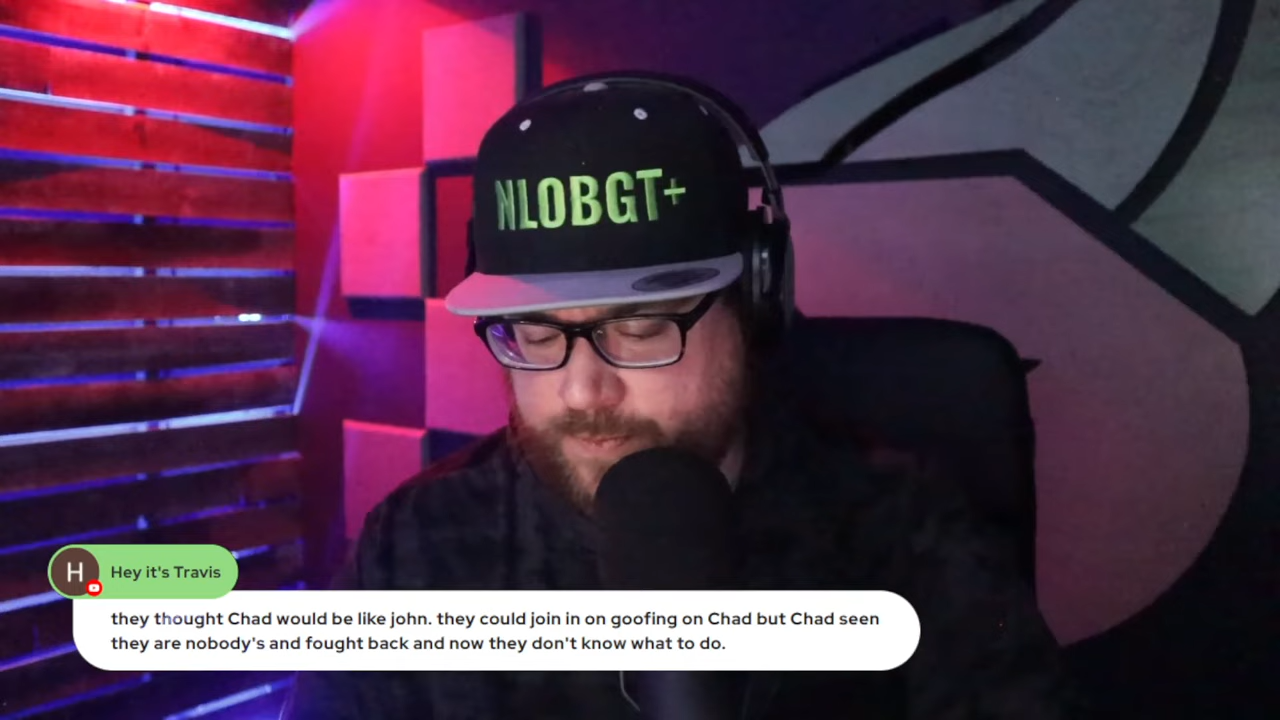 NLOBGT+
H
Hey it's Travis
they thought Chad would be like john. they could join in on goofing on Chad but Chad seen
they are nobody's and fought back and now they don't know what to do.